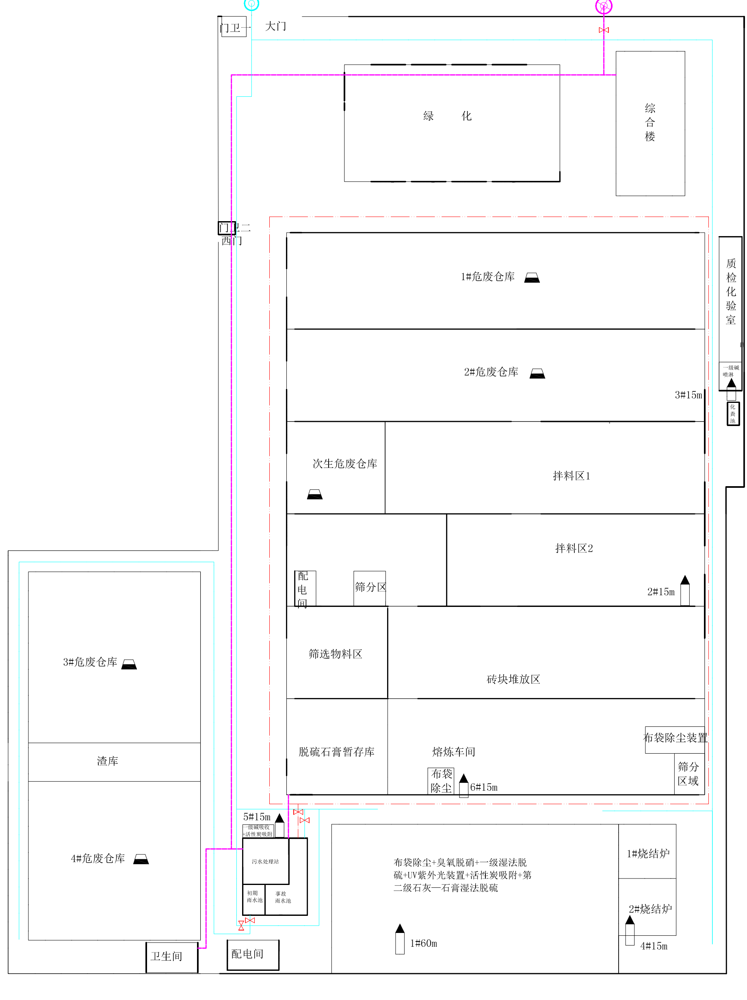 门卫一
大门
绿 化
综合楼
门卫二
西门
1#危废仓库
质检化验室
2#危废仓库
一级碱
喷淋
3#15m
化粪池
次生危废仓库
拌料区1
拌料区2
配电间
筛分区
2#15m
3#危废仓库
筛选物料区
砖块堆放区
布袋除尘装置
渣库
脱硫石膏暂存库
熔炼车间
筛分
区域
布袋
除尘
6#15m
5#15m
一级碱吸收
+活性炭吸附
4#危废仓库
污水处理站
1#烧结炉
布袋除尘+臭氧脱硝+一级湿法脱
硫+UV紫外光装置+活性炭吸附+第
二级石灰—石膏湿法脱硫
初期
雨水池
事故
雨水池
2#烧结炉
1#60m
4#15m
卫生间
配电间